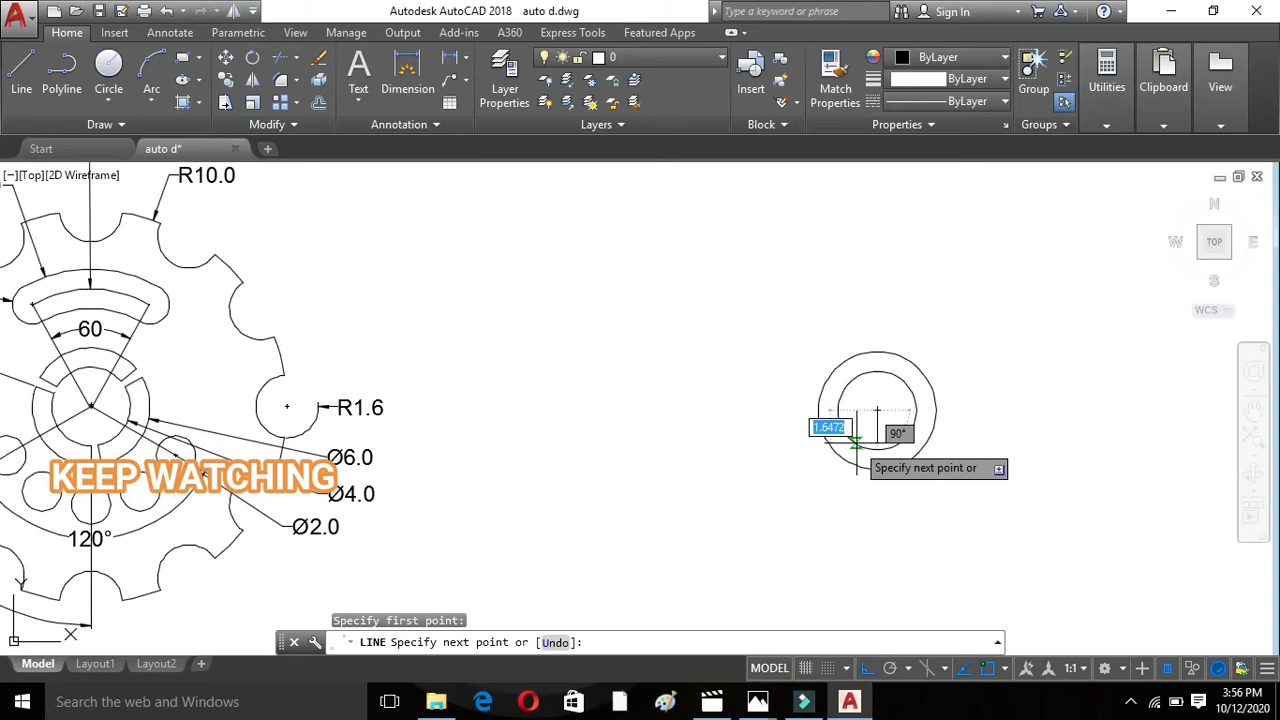 Autodesk AutoCAD 2018 auto d.dwg
Type a keyword or phrase
Sign In
Home Insert Annotate Parametric View Manage Output Add-ins A360 Express Tools Featured Apps
Line
Polyline
Circle
Arc
Draw
Modify
Text
Dimension
Annotation
Layer
Properties
0
Layers
Insert
Block
Match
Properties
ByLayer
ByLayer
ByLayer
Properties
Group
Groups
Utilities
Clipboard
View
Start
auto d*
[−][Top][2D Wireframe]
R10.0
60
R1.6
Ø6.0
Ø4.0
Ø2.0
120°
KEEP WATCHING
N
W
TOP
E
S
WCS
1.6472
90°
Specify next point or
Y
X
Specify first point:
LINE Specify next point or [Undo]:
Model Layout1 Layout2
MODEL
1:1
Search the web and Windows
3:56 PM
10/12/2020